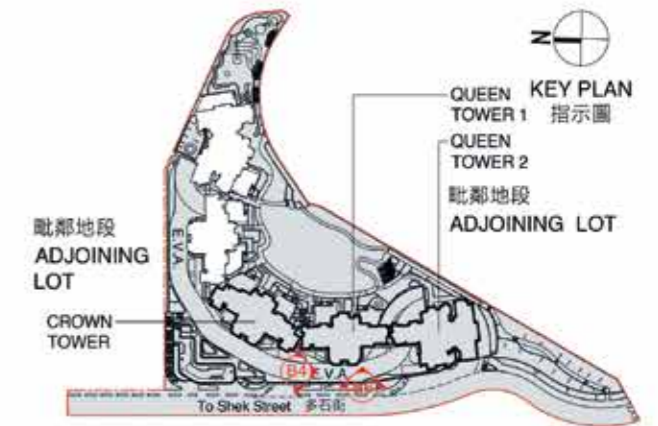 N
QUEEN
TOWER 1
KEY PLAN
指示圖
QUEEN
TOWER 2
毗鄰地段
ADJOINING LOT
毗鄰地段
ADJOINING
LOT
E.V.A
CROWN
TOWER
B4
E.V.A
To Shek Street 多石街